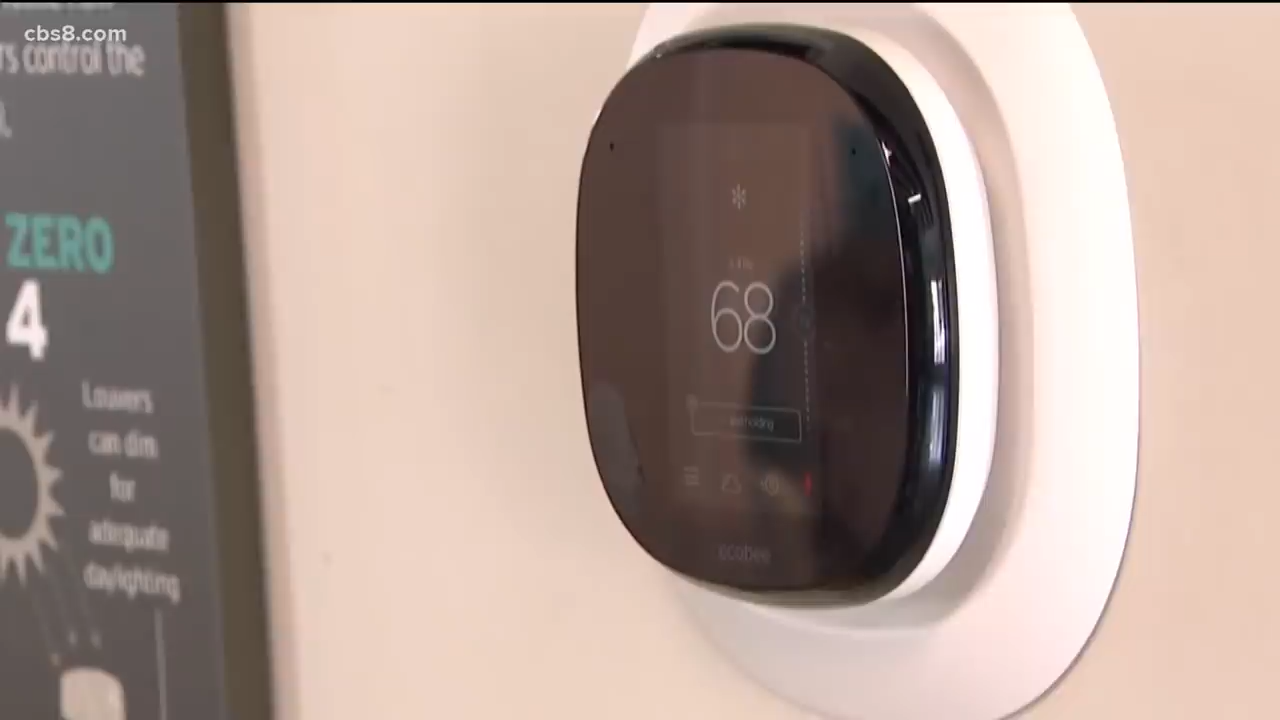 cbs8.com
rs control the
ZERO
4
Louvers
can dim
for
adequate
daylighting
68
ecobee